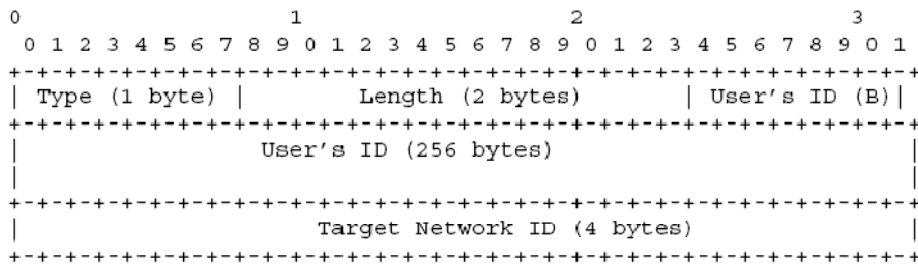 0                   1                   2                   3
 0 1 2 3 4 5 6 7 8 9 0 1 2 3 4 5 6 7 8 9 0 1 2 3 4 5 6 7 8 9 0 1
+-+-+-+-+-+-+-+-+-+-+-+-+-+-+-+-+-+-+-+-+-+-+-+-+-+-+-+-+-+-+-+-+
| Type (1 byte) |        Length (2 bytes)       | User's ID (B)|
+-+-+-+-+-+-+-+-+-+-+-+-+-+-+-+-+-+-+-+-+-+-+-+-+-+-+-+-+-+-+-+-+
|                 User's ID (256 bytes)
|                                                               |
+-+-+-+-+-+-+-+-+-+-+-+-+-+-+-+-+-+-+-+-+-+-+-+-+-+-+-+-+-+-+-+-+
|                     Target Network ID (4 bytes)               |
+-+-+-+-+-+-+-+-+-+-+-+-+-+-+-+-+-+-+-+-+-+-+-+-+-+-+-+-+-+-+-+-+